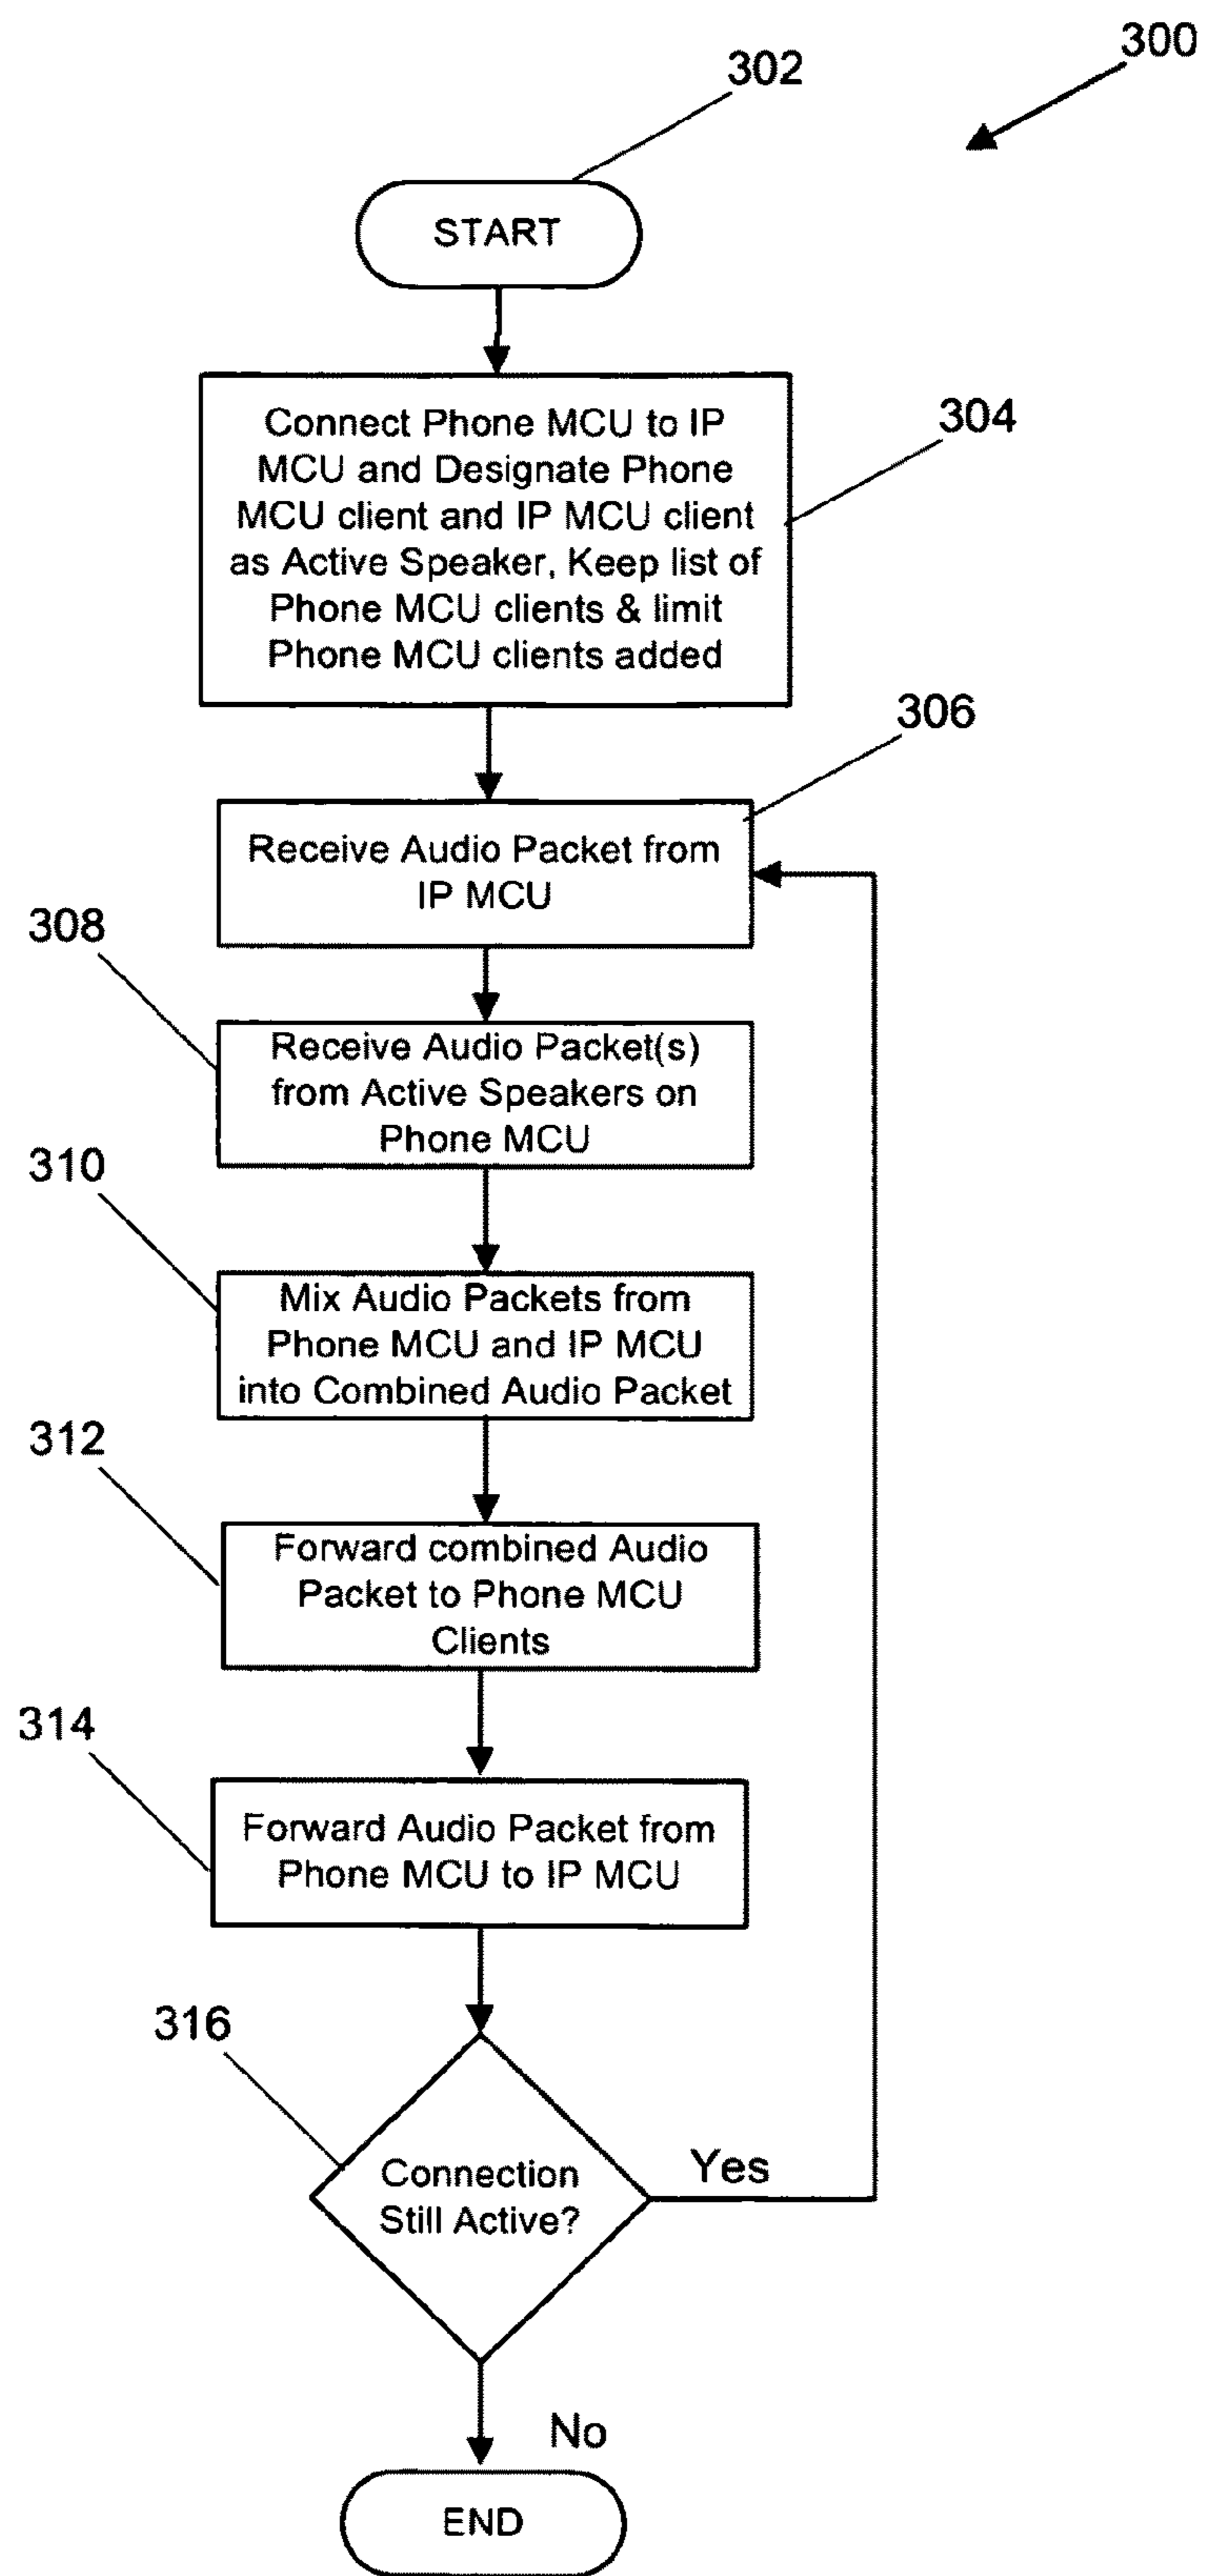 300
302
START
304
Connect Phone MCU to IP
MCU and Designate Phone
MCU client and IP MCU client
as Active Speaker, Keep list of
Phone MCU clients & limit
Phone MCU clients added
306
Receive Audio Packet from
IP MCU
308
Receive Audio Packet(s)
from Active Speakers on
Phone MCU
310
Mix Audio Packets from
Phone MCU and IP MCU
into Combined Audio Packet
312
Forward combined Audio
Packet to Phone MCU
Clients
314
Forward Audio Packet from
Phone MCU to IP MCU
316
Connection
Still Active?
Yes
No
END